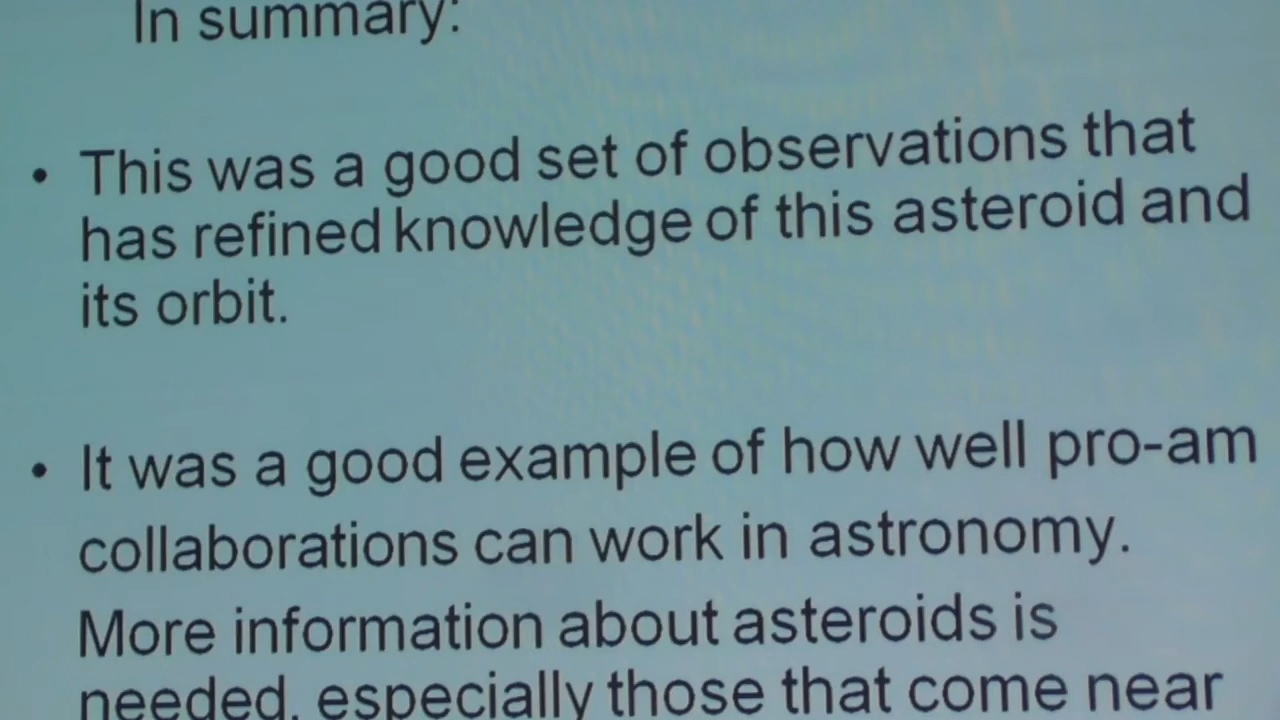 In summary:
• This was a good set of observations that
has refined knowledge of this asteroid and
its orbit.
• It was a good example of how well pro-am
collaborations can work in astronomy.
More information about asteroids is
needed, especially those that come near